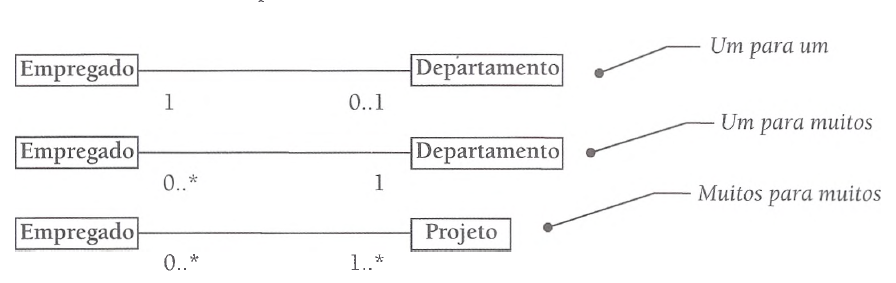 Empregado Departamento Um para um
1 0..1
Empregado Departamento Um para muitos
0..* 1
Empregado Projeto Muitos para muitos
0..* 1..*